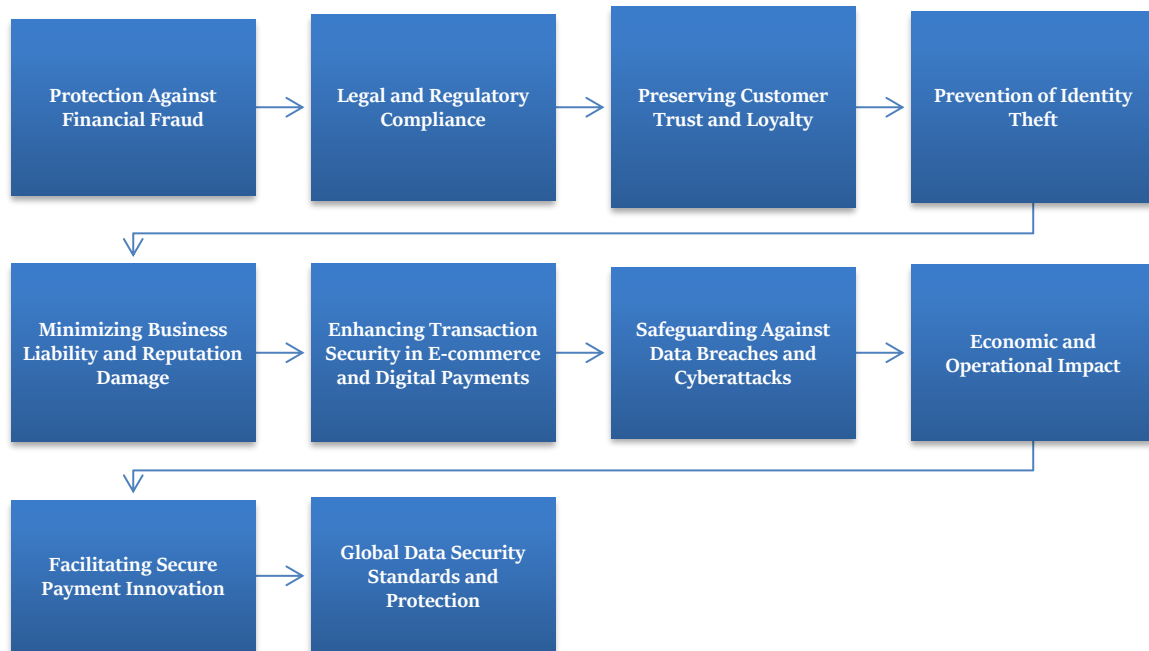 Protection Against
Financial Fraud
Legal and Regulatory
Compliance
Preserving Customer
Trust and Loyalty
Prevention of Identity
Theft
Minimizing Business
Liability and Reputation
Damage
Enhancing Transaction
Security in E-commerce
and Digital Payments
Safeguarding Against
Data Breaches and
Cyberattacks
Economic and
Operational Impact
Facilitating Secure
Payment Innovation
Global Data Security
Standards and
Protection